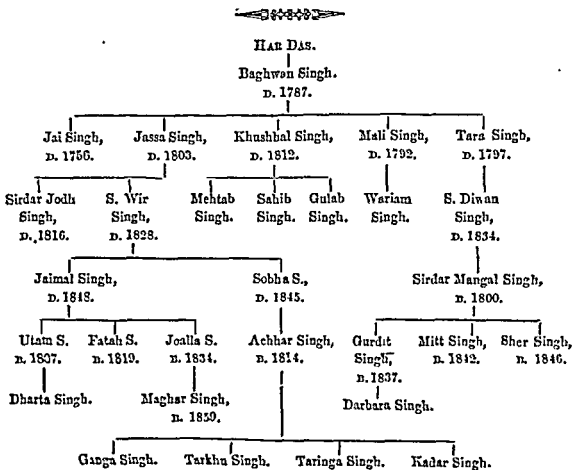 HAR DAS.
Baghwan Singh.
D. 1787.
Jai Singh, Jassa Singh, Khushhal Singh, Mali Singh, Tara Singh,
D. 1756. D. 1803. D. 1812. D. 1792. D. 1797.
Sirdar Jodh S. Wir Mehtab Sahib Gulab Wariam S. Diwan
Singh, Singh, Singh. Singh. Singh. Singh. Singh,
D. 1816. D. 1828. D. 1834.
Jaimal Singh, Sobha S., Sirdar Mangal Singh,
D. 1848. D. 1845. B. 1800.
Utam S. Fatah S. Joalla S. Achhar Singh, Gurdit Mitt Singh, Sher Singh,
B. 1807. B. 1819. B. 1834. B. 1814. Singh, B. 1842. B. 1846.
B. 1837.
Dharta Singh. Maghar Singh, Darbara Singh.
B. 1859.
Ganga Singh. Tarkhu Singh. Taringa Singh. Kadar Singh.